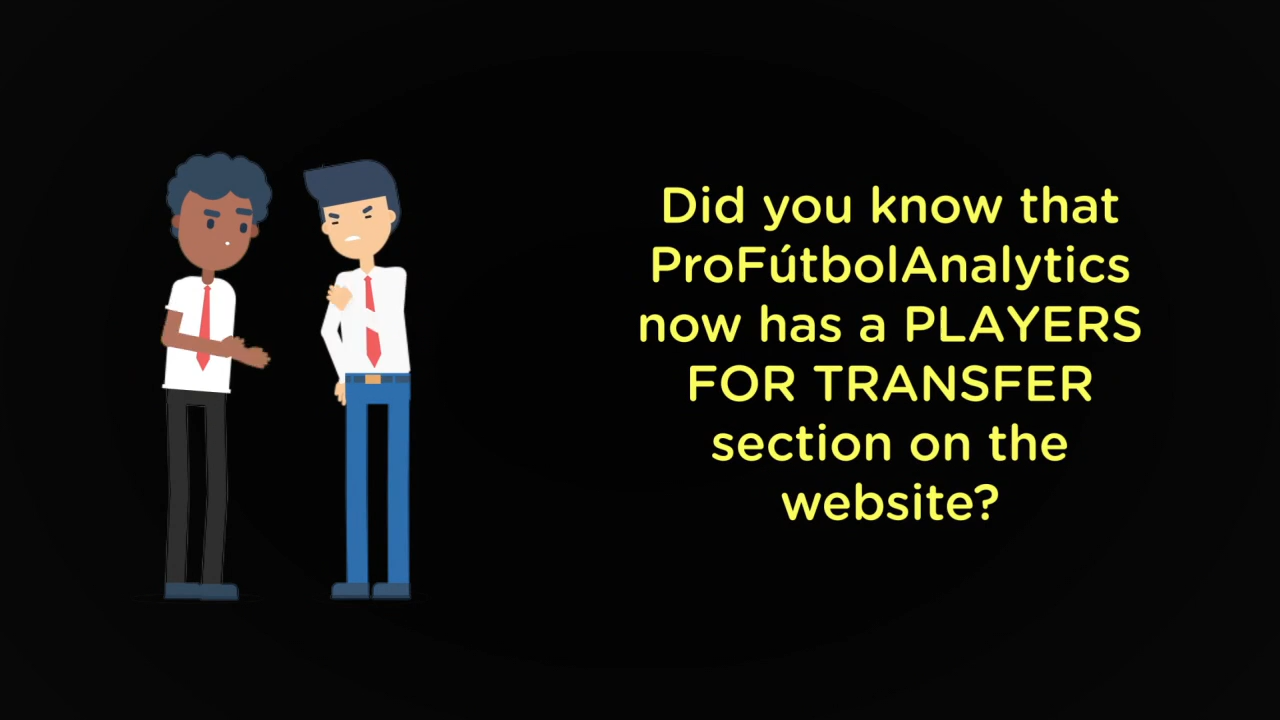 Did you know that
ProFútbolAnalytics
now has a PLAYERS
FOR TRANSFER
section on the
website?